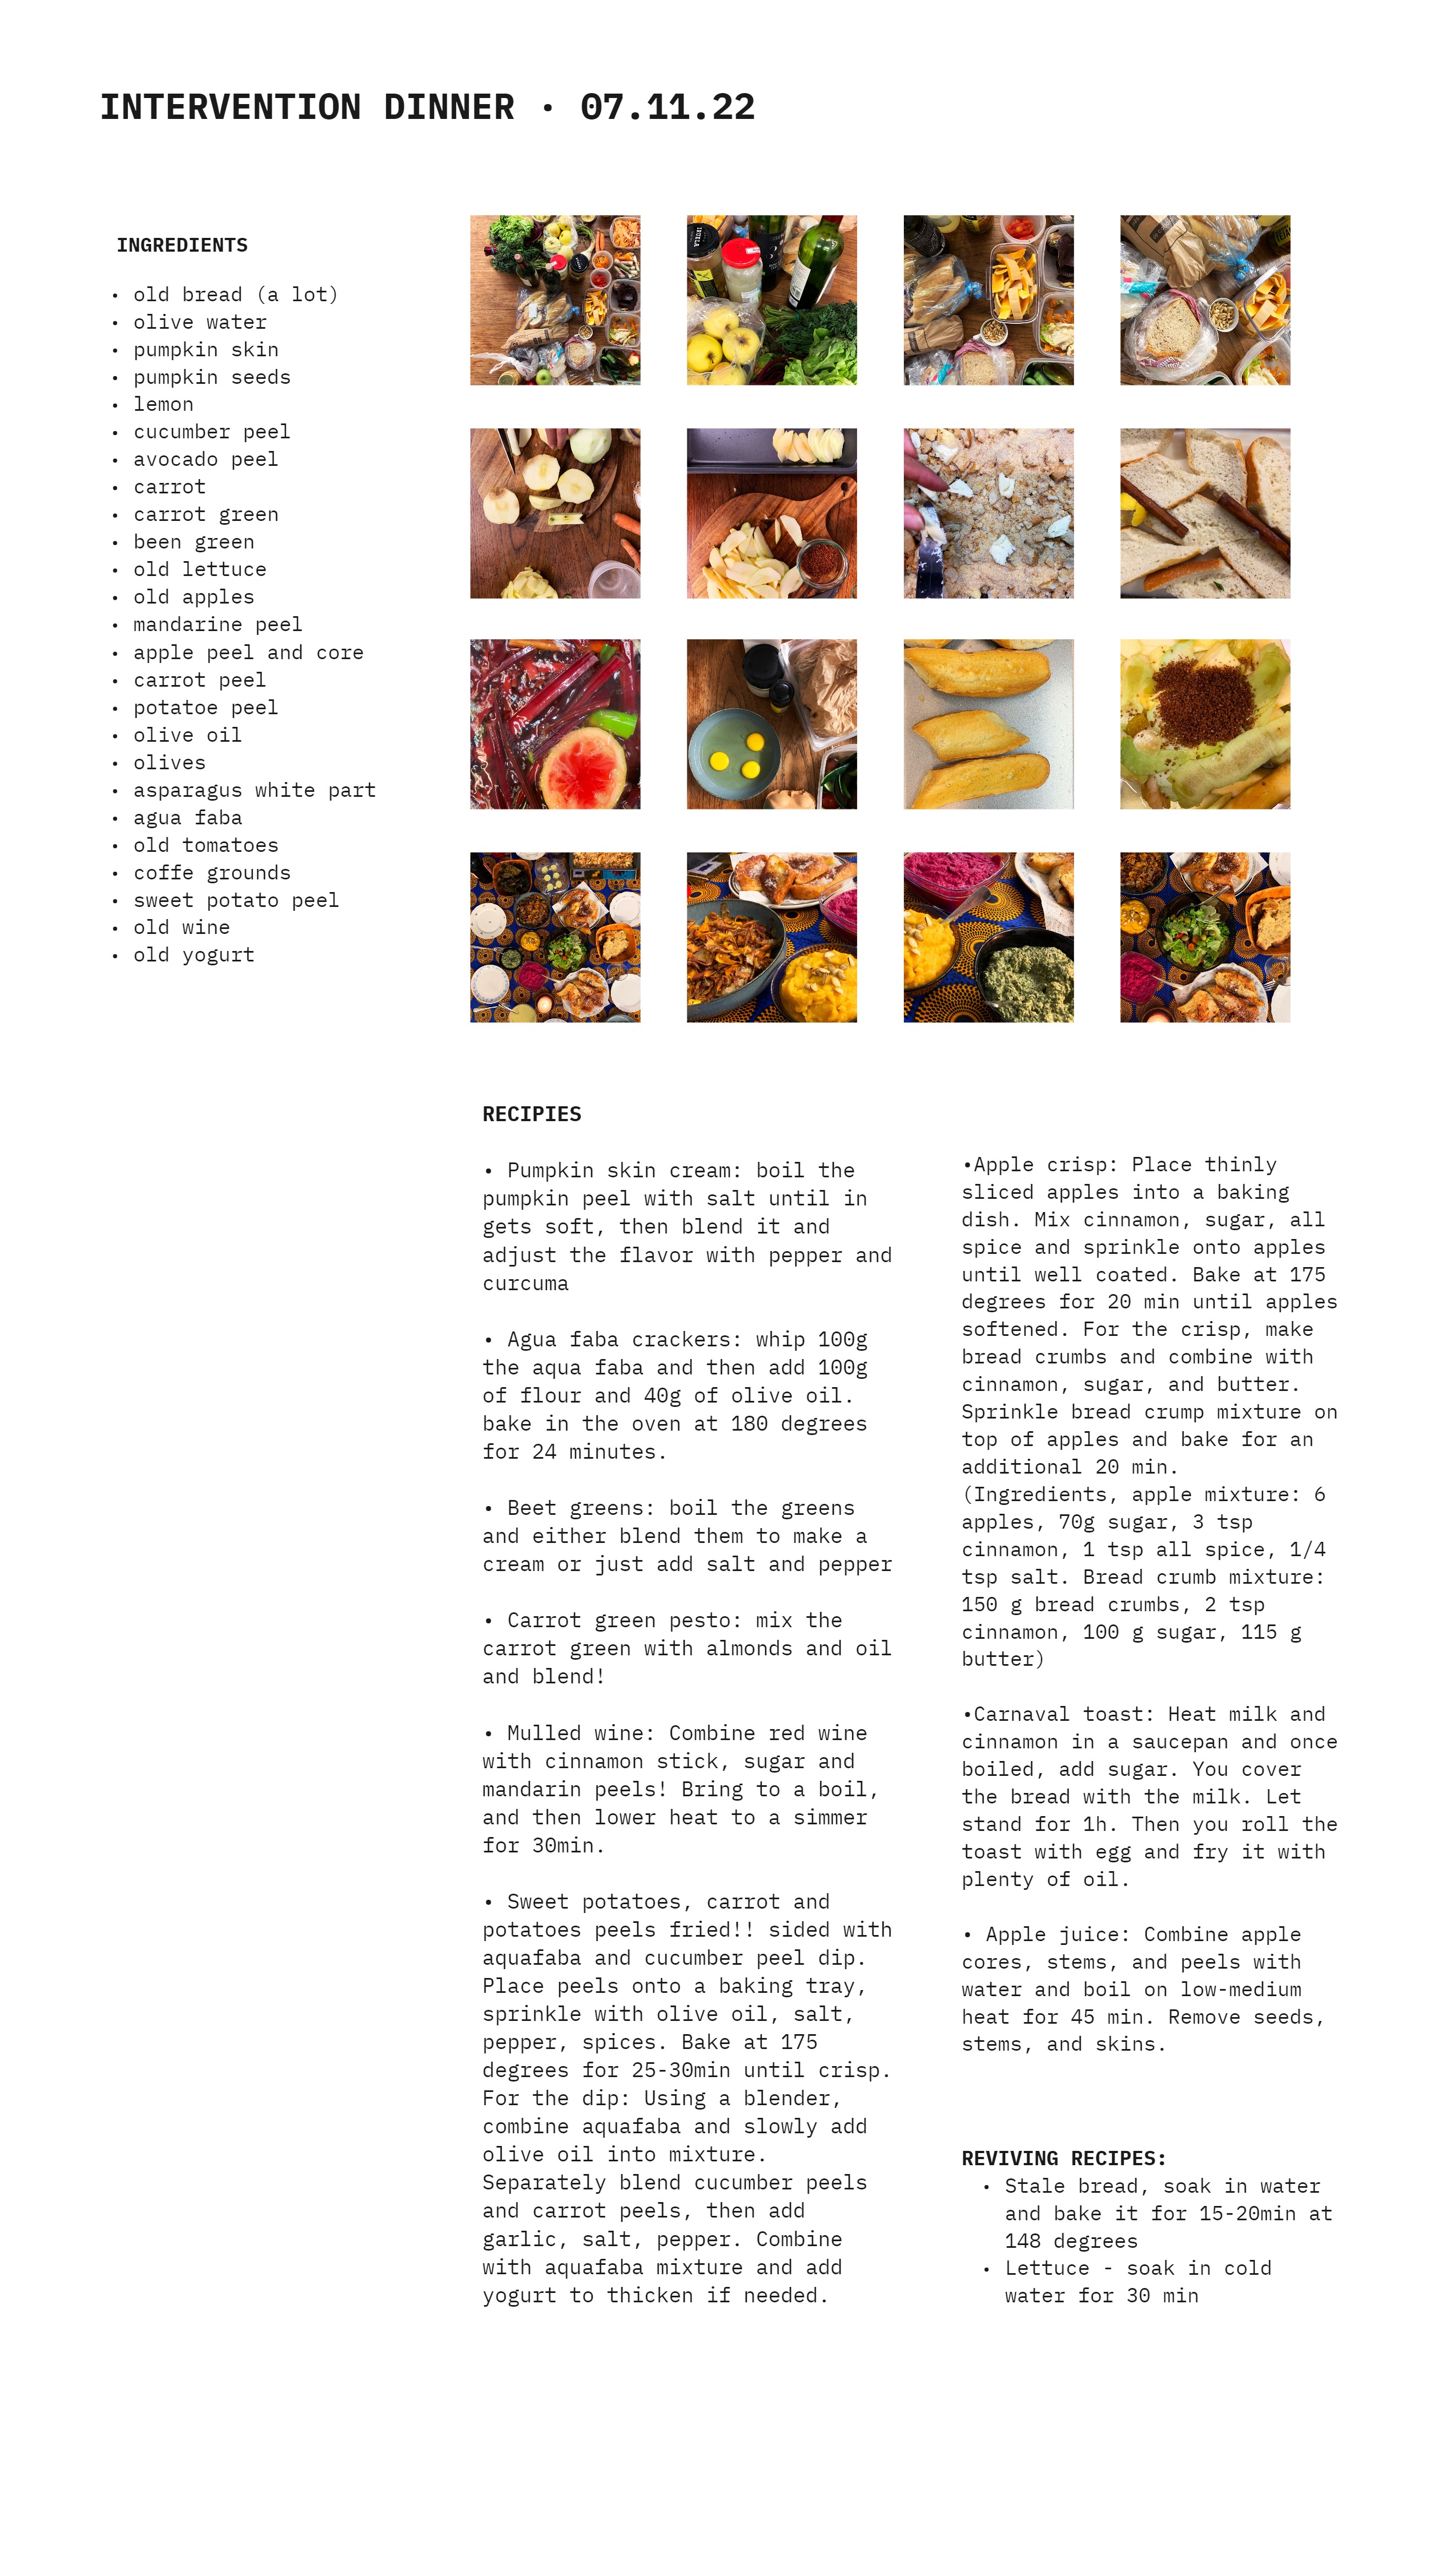 INTERVENTION DINNER · 07.11.22
INGREDIENTS
• old bread (a lot)
• olive water
• pumpkin skin
• pumpkin seeds
• lemon
• cucumber peel
• avocado peel
• carrot
• carrot green
• been green
• old lettuce
• old apples
• mandarine peel
• apple peel and core
• carrot peel
• potatoe peel
• olive oil
• olives
• asparagus white part
• agua faba
• old tomatoes
• coffe grounds
• sweet potato peel
• old wine
• old yogurt
RECIPIES
• Pumpkin skin cream: boil the
pumpkin peel with salt until in
gets soft, then blend it and
adjust the flavor with pepper and
curcuma
• Agua faba crackers: whip 100g
the aqua faba and then add 100g
of flour and 40g of olive oil.
bake in the oven at 180 degrees
for 24 minutes.
• Beet greens: boil the greens
and either blend them to make a
cream or just add salt and pepper
• Carrot green pesto: mix the
carrot green with almonds and oil
and blend!
• Mulled wine: Combine red wine
with cinnamon stick, sugar and
mandarin peels! Bring to a boil,
and then lower heat to a simmer
for 30min.
• Sweet potatoes, carrot and
potatoes peels fried!! sided with
aquafaba and cucumber peel dip.
Place peels onto a baking tray,
sprinkle with olive oil, salt,
pepper, spices. Bake at 175
degrees for 25-30min until crisp.
For the dip: Using a blender,
combine aquafaba and slowly add
olive oil into mixture.
Separately blend cucumber peels
and carrot peels, then add
garlic, salt, pepper. Combine
with aquafaba mixture and add
yogurt to thicken if needed.
•Apple crisp: Place thinly
sliced apples into a baking
dish. Mix cinnamon, sugar, all
spice and sprinkle onto apples
until well coated. Bake at 175
degrees for 20 min until apples
softened. For the crisp, make
bread crumbs and combine with
cinnamon, sugar, and butter.
Sprinkle bread crump mixture on
top of apples and bake for an
additional 20 min.
(Ingredients, apple mixture: 6
apples, 70g sugar, 3 tsp
cinnamon, 1 tsp all spice, 1/4
tsp salt. Bread crumb mixture:
150 g bread crumbs, 2 tsp
cinnamon, 100 g sugar, 115 g
butter)
•Carnaval toast: Heat milk and
cinnamon in a saucepan and once
boiled, add sugar. You cover
the bread with the milk. Let
stand for 1h. Then you roll the
toast with egg and fry it with
plenty of oil.
• Apple juice: Combine apple
cores, stems, and peels with
water and boil on low-medium
heat for 45 min. Remove seeds,
stems, and skins.
REVIVING RECIPES:
• Stale bread, soak in water
and bake it for 15-20min at
148 degrees
• Lettuce - soak in cold
water for 30 min